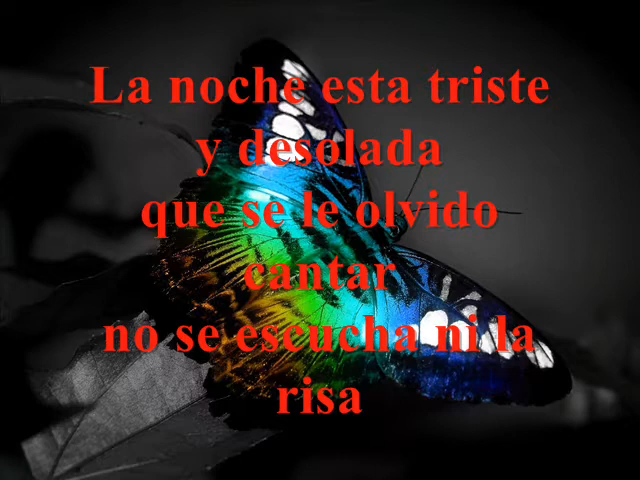 La noche esta triste
y desolada
que se le olvido
cantar
no se escucha ni la
risa